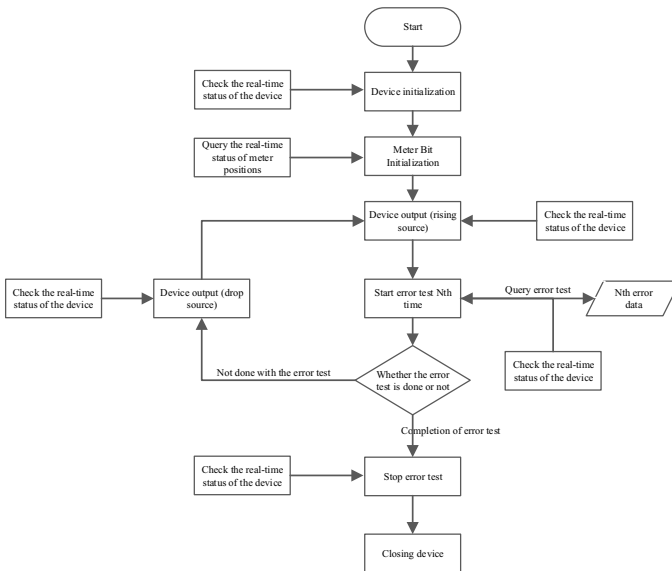 Start
Check the real-time
status of the device
Device initialization
Query the real-time
status of meter
positions
Meter Bit
Initialization
Device output (rising
source)
Check the real-time
status of the device
Check the real-time
status of the device
Device output (drop
source)
Start error test Nth
time
Query error test
Nth error
data
Check the real-time
status of the device
Not done with the error test
Whether the error
test is done or not
Completion of error test
Check the real-time
status of the device
Stop error test
Closing device